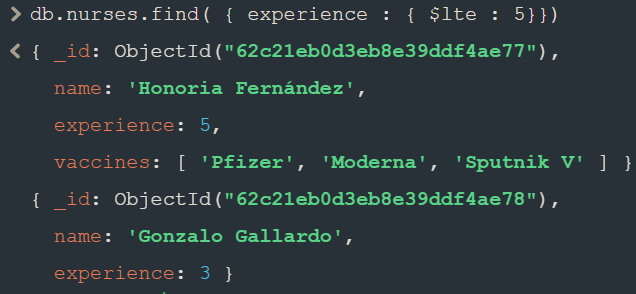 > db.nurses.find( { experience : { $lte : 5}})
< { _id: ObjectId("62c21eb0d3eb8e39ddf4ae77"),
name: 'Honoria Fernández',
experience: 5,
vaccines: [ 'Pfizer', 'Moderna', 'Sputnik V' ] }
{ _id: ObjectId("62c21eb0d3eb8e39ddf4ae78"),
name: 'Gonzalo Gallardo',
experience: 3 }